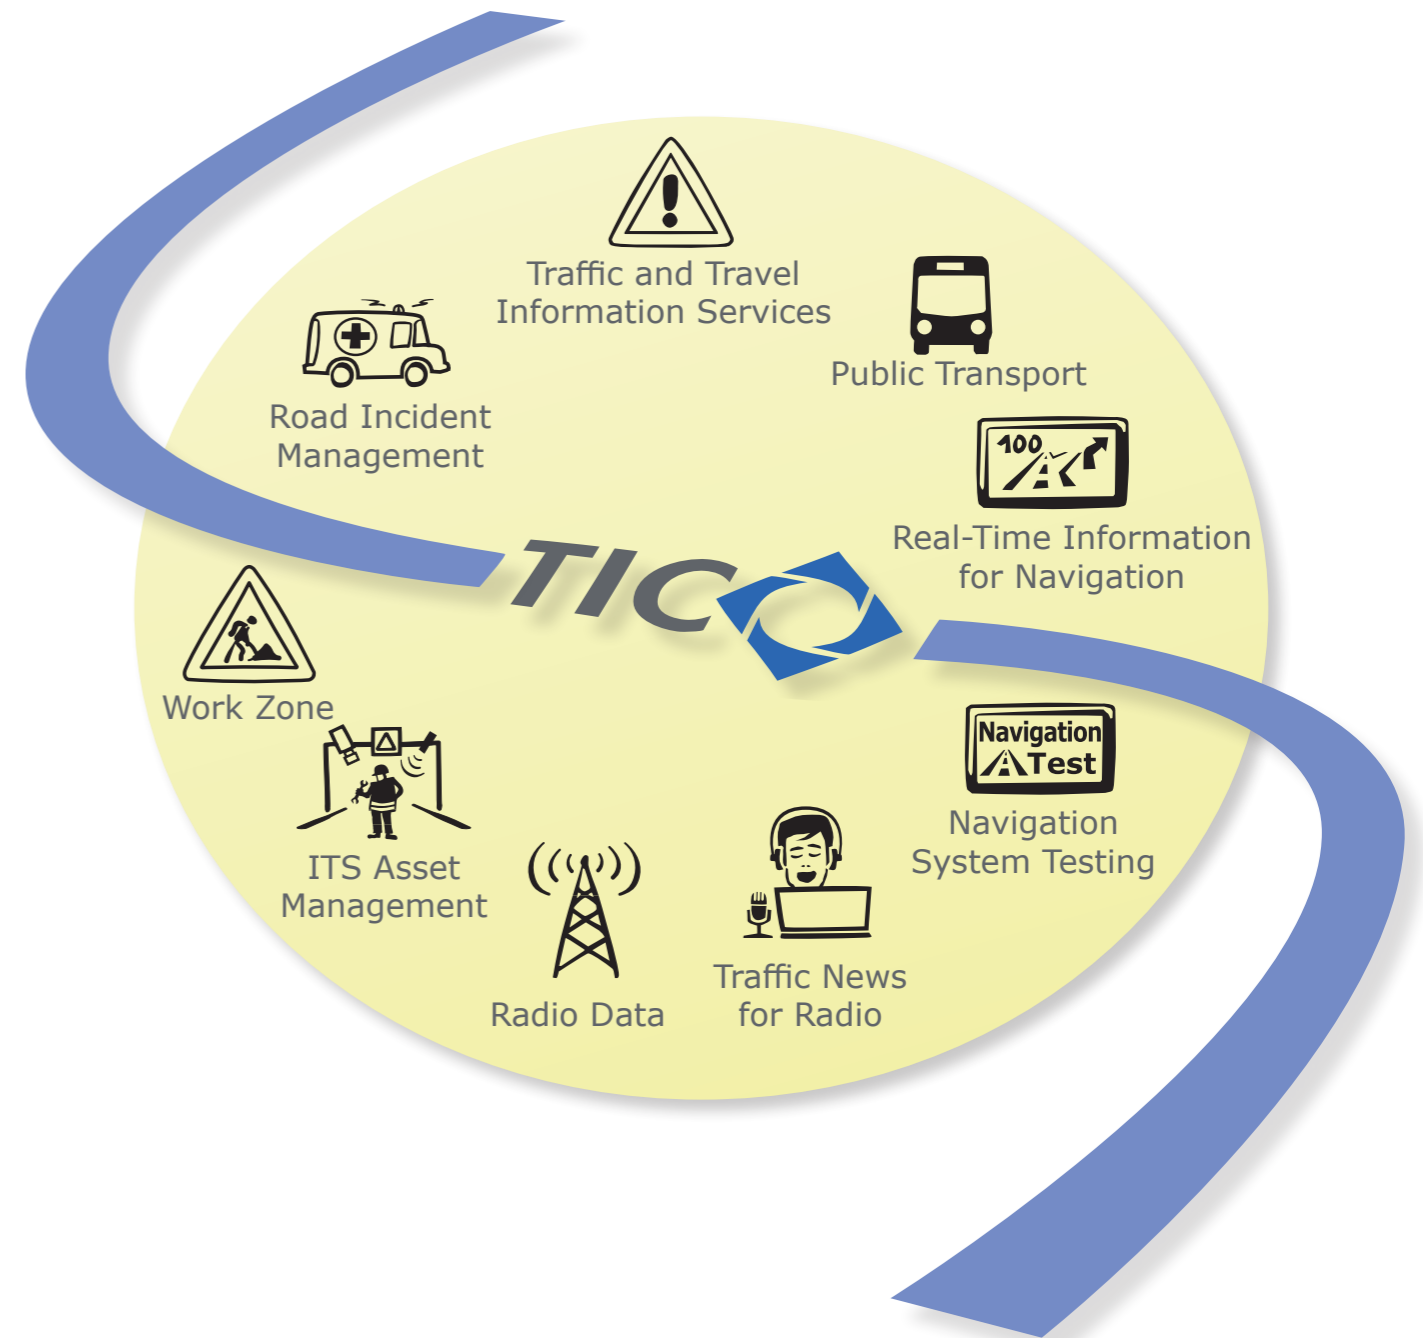 Traffic and Travel
Information Services
Public Transport
Road Incident
Management
100
Real-Time Information
for Navigation
TIC
Work Zone
Navigation
Test
Navigation
System Testing
ITS Asset
Management
Radio Data
Traffic News
for Radio